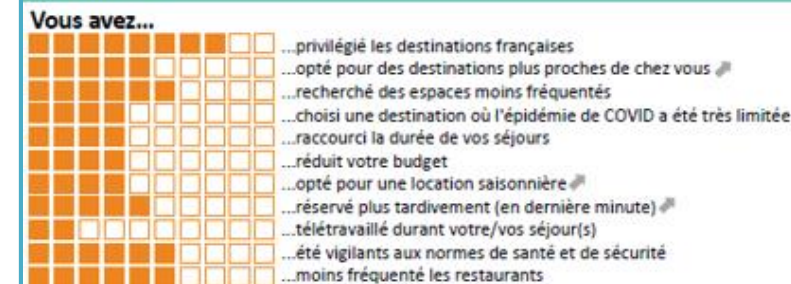 Vous avez...
...privilégié les destinations françaises
...opté pour des destinations plus proches de chez vous
...recherché des espaces moins fréquentés
...choisi une destination où l'épidémie de COVID a été très limitée
...raccourci la durée de vos séjours
...réduit votre budget
...opté pour une location saisonnière
...réservé plus tardivement (en dernière minute)
...télétravaillé durant votre/vos séjour(s)
...été vigilants aux normes de santé et de sécurité
...moins fréquenté les restaurants